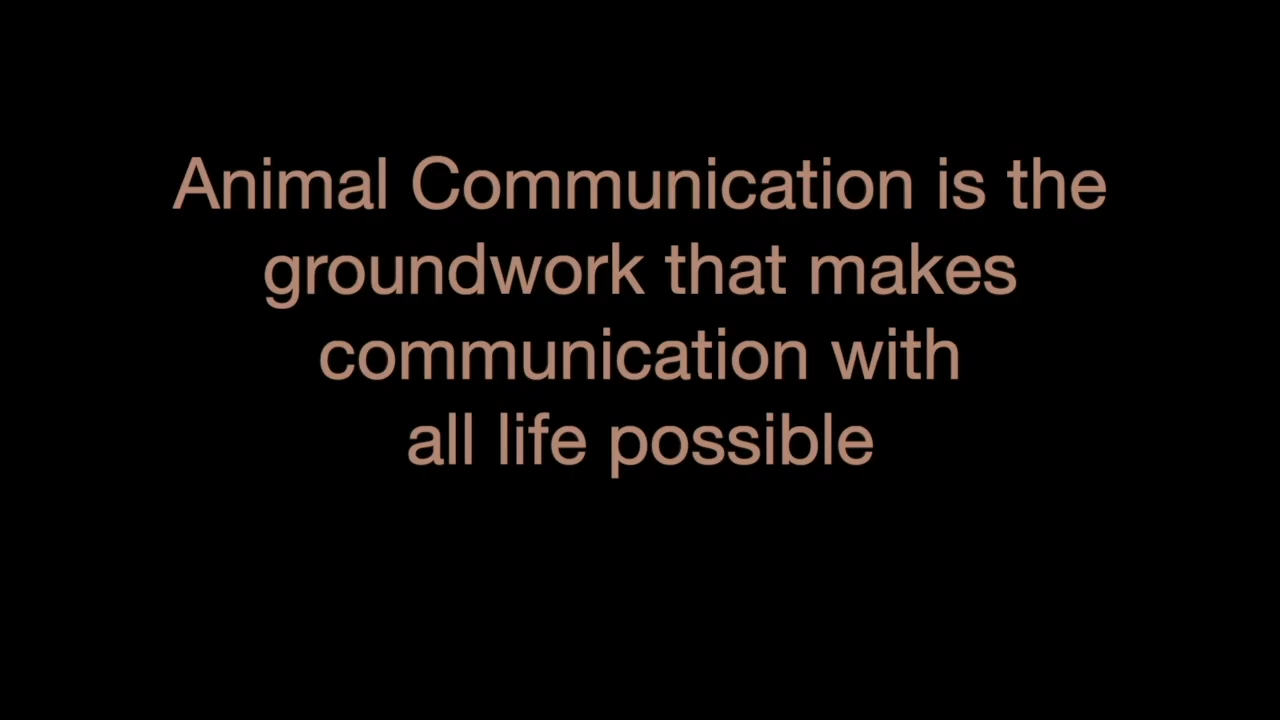 Animal Communication is the
groundwork that makes
communication with
all life possible